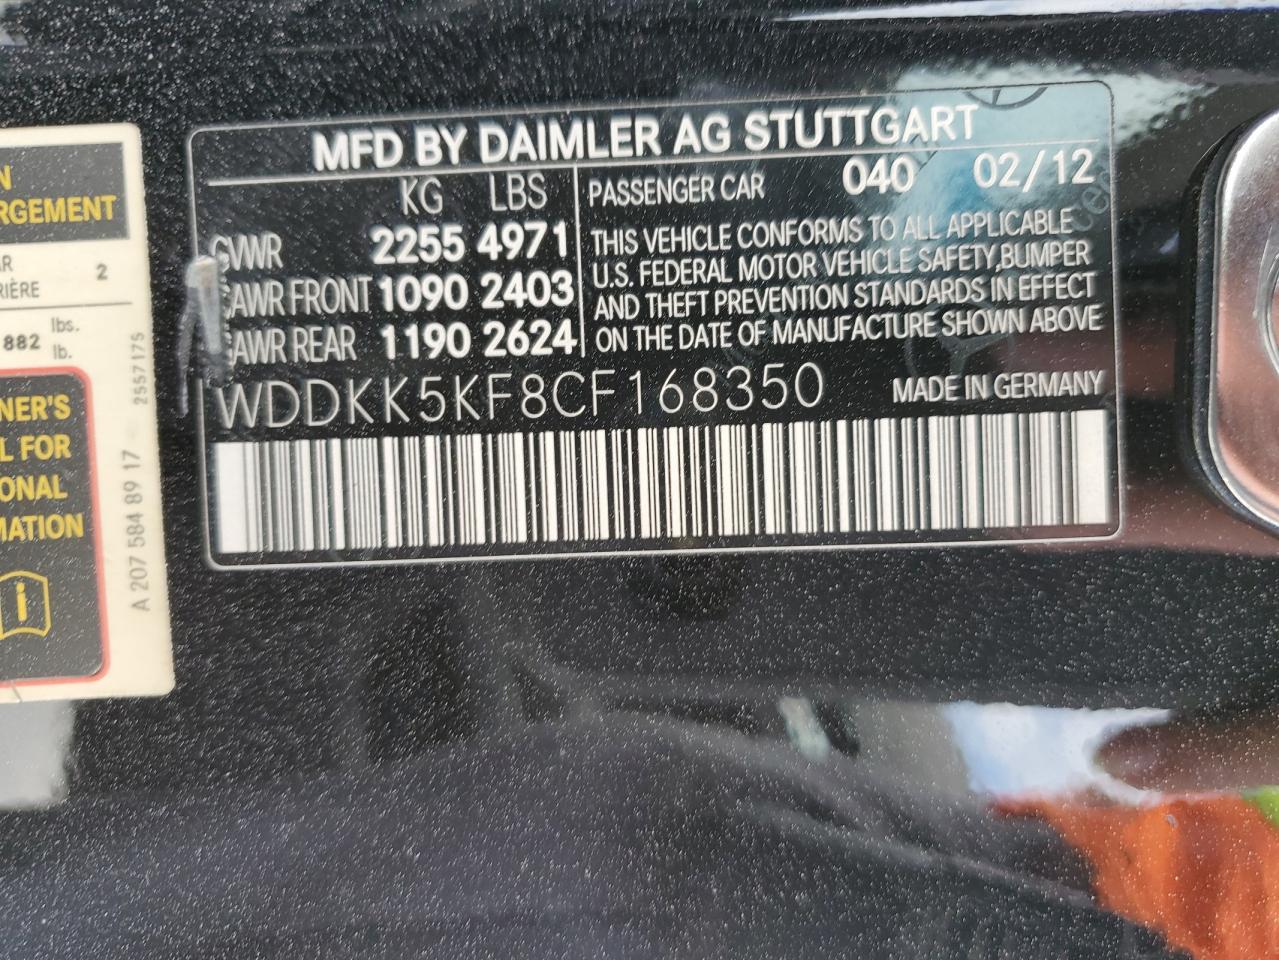 MFD BY DAIMLER AG STUTTGART
KG LBS
GVWR 2255 4971
GAWR FRONT 1090 2403
GAWR REAR 1190 2624
PASSENGER CAR 040 02/12
THIS VEHICLE CONFORMS TO ALL APPLICABLE
U.S. FEDERAL MOTOR VEHICLE SAFETY,BUMPER
AND THEFT PREVENTION STANDARDS IN EFFECT
ON THE DATE OF MANUFACTURE SHOWN ABOVE
WDDKK5KF8CF168350 MADE IN GERMANY
N
RGEMENT
AR
RIÈRE 2
882 lbs.
lb.
NER'S
L FOR
ONAL
MATION
i
A 207 584 89 17
2557175